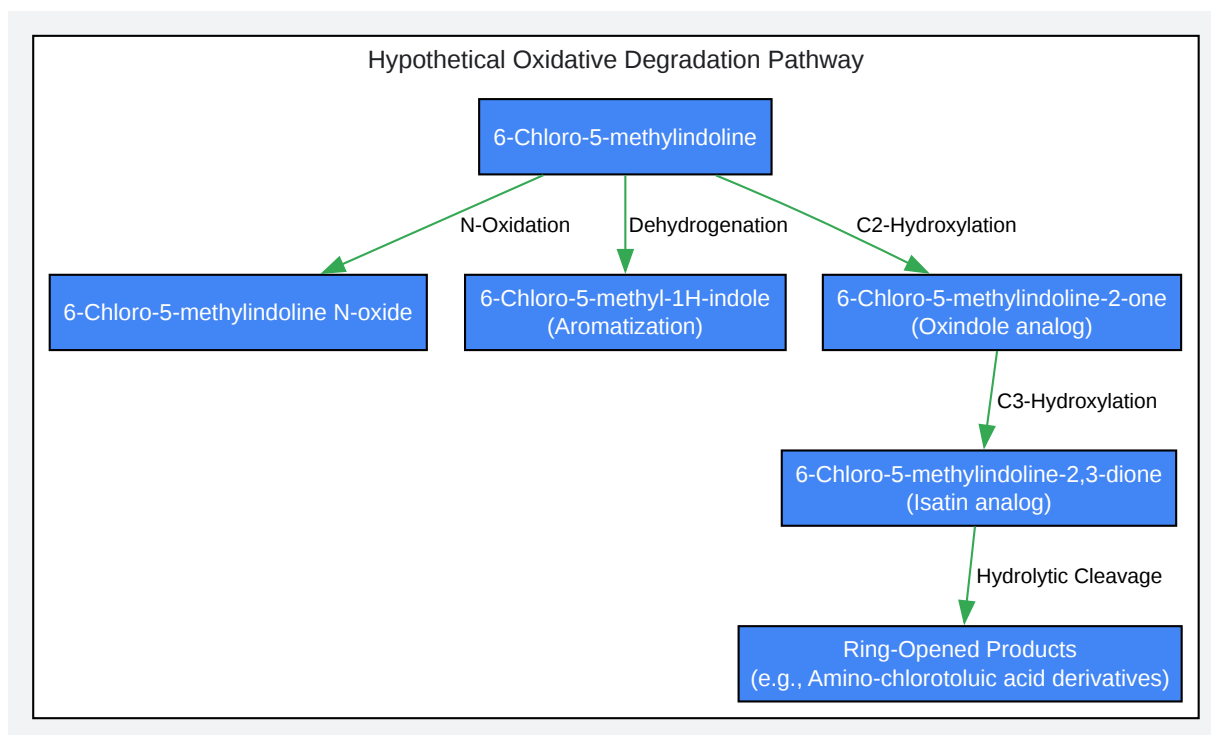 Hypothetical Oxidative Degradation Pathway
6-Chloro-5-methylindoline
N-Oxidation
Dehydrogenation
C2-Hydroxylation
6-Chloro-5-methylindoline N-oxide
6-Chloro-5-methyl-1H-indole
(Aromatization)
6-Chloro-5-methylindoline-2-one
(Oxindole analog)
C3-Hydroxylation
6-Chloro-5-methylindoline-2,3-dione
(Isatin analog)
Hydrolytic Cleavage
Ring-Opened Products
(e.g., Amino-chlorotoluic acid derivatives)